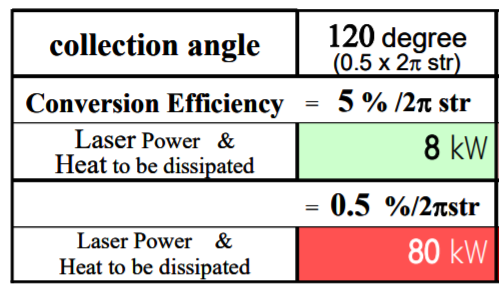 collection angle
120 degree
(0.5 x 2π str)
Conversion Efficiency = 5 % /2π str
Laser Power &
Heat to be dissipated
8 kW
= 0.5 %/2πstr
Laser Power &
Heat to be dissipated
80 kW